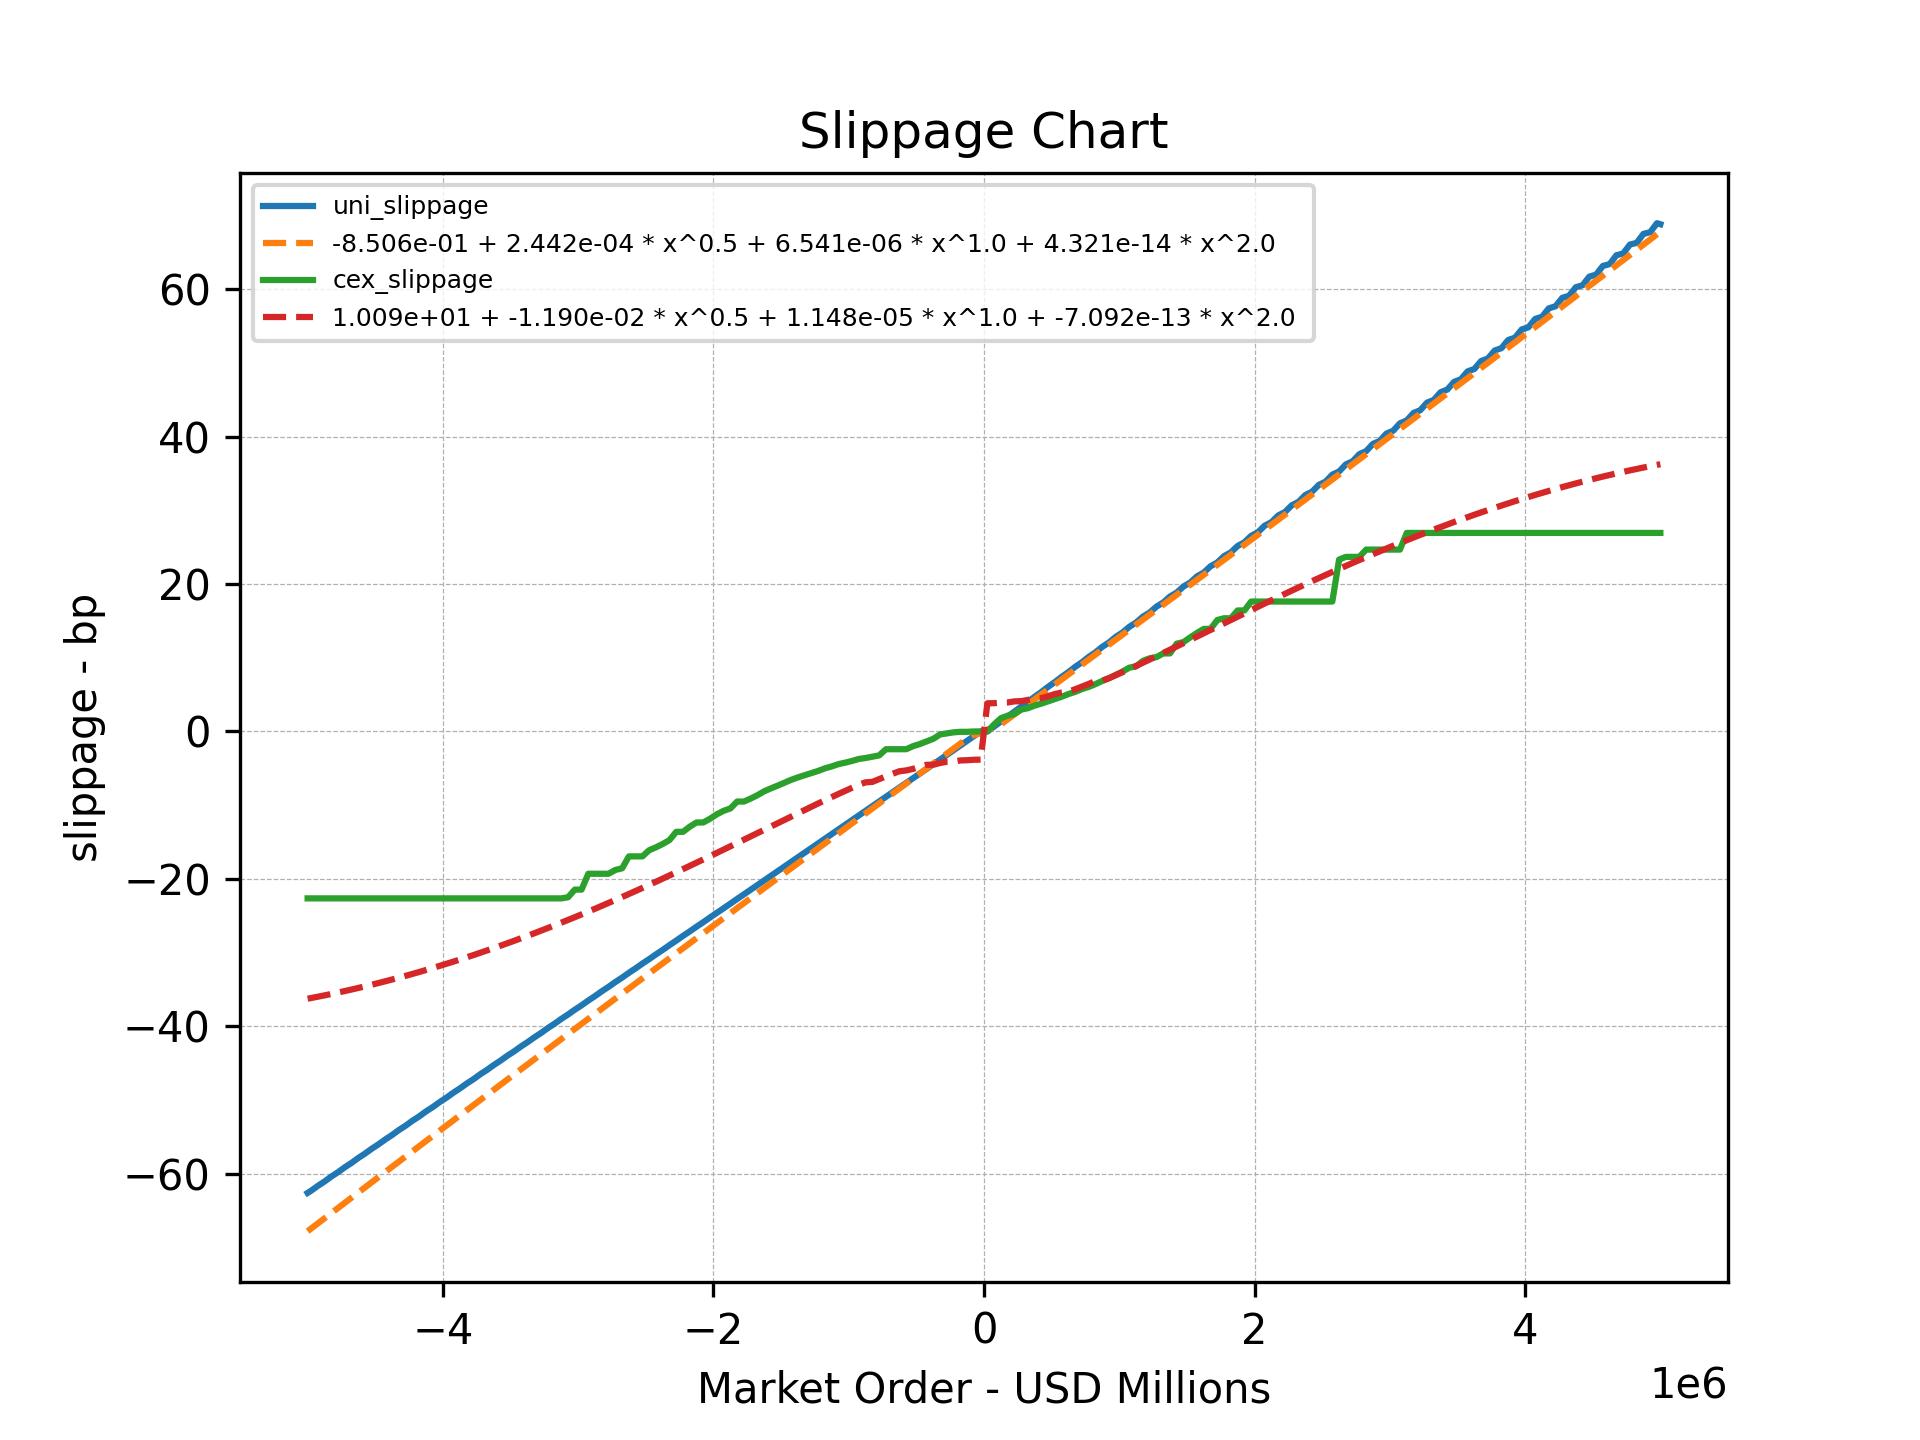 Slippage Chart
uni_slippage
-8.506e-01 + 2.442e-04 * x^0.5 + 6.541e-06 * x^1.0 + 4.321e-14 * x^2.0
cex_slippage
1.009e+01 + -1.190e-02 * x^0.5 + 1.148e-05 * x^1.0 + -7.092e-13 * x^2.0
60
40
20
0
−20
−40
−60
slippage - bp
−4
−2
0
2
4
1e6
Market Order - USD Millions